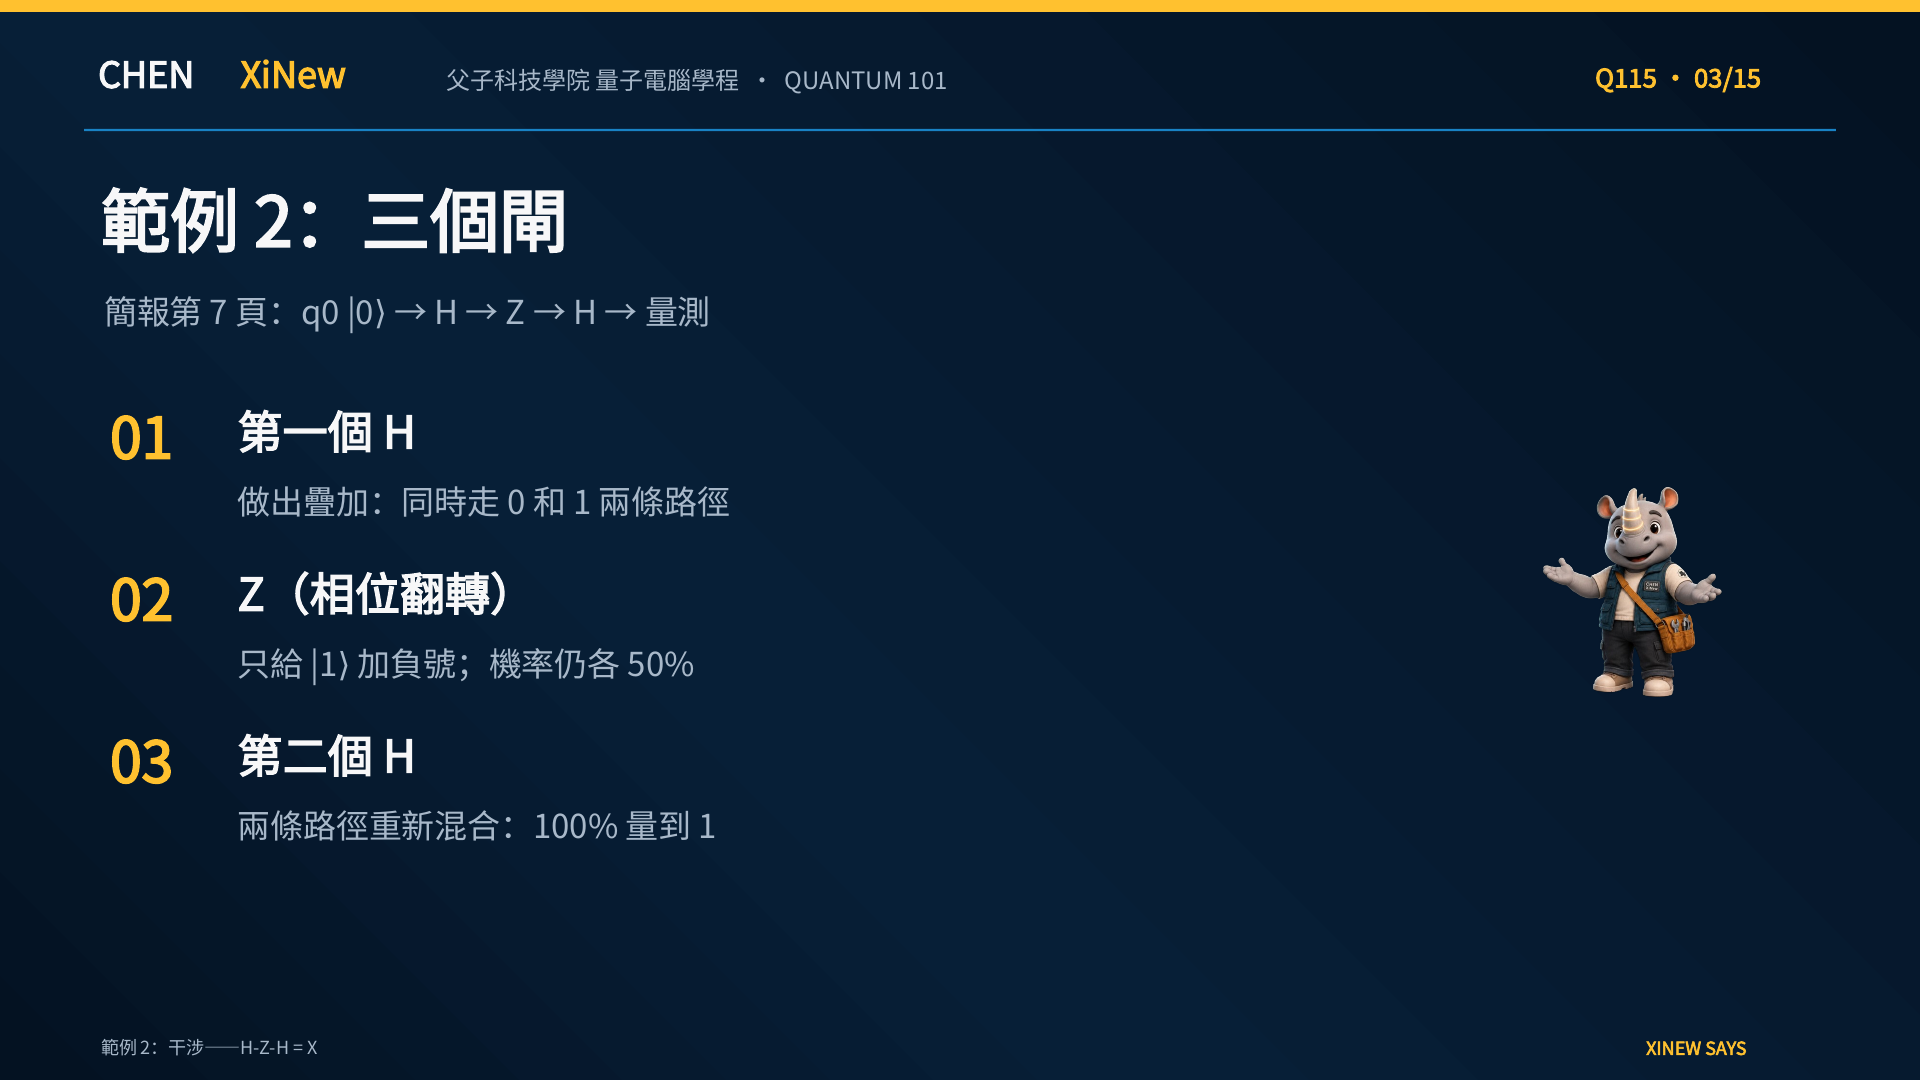 CHEN XiNew 父子科技學院 量子電腦學程 · QUANTUM 101 Q115 · 03/15
範例 2：三個閘
簡報第 7 頁：q0 |0⟩ → H → Z → H → 量測
01 第一個 H
做出疊加：同時走 0 和 1 兩條路徑
02 Z（相位翻轉）
只給 |1⟩ 加負號；機率仍各 50%
03 第二個 H
兩條路徑重新混合：100% 量到 1
範例 2：干涉——H-Z-H = X XINEW SAYS